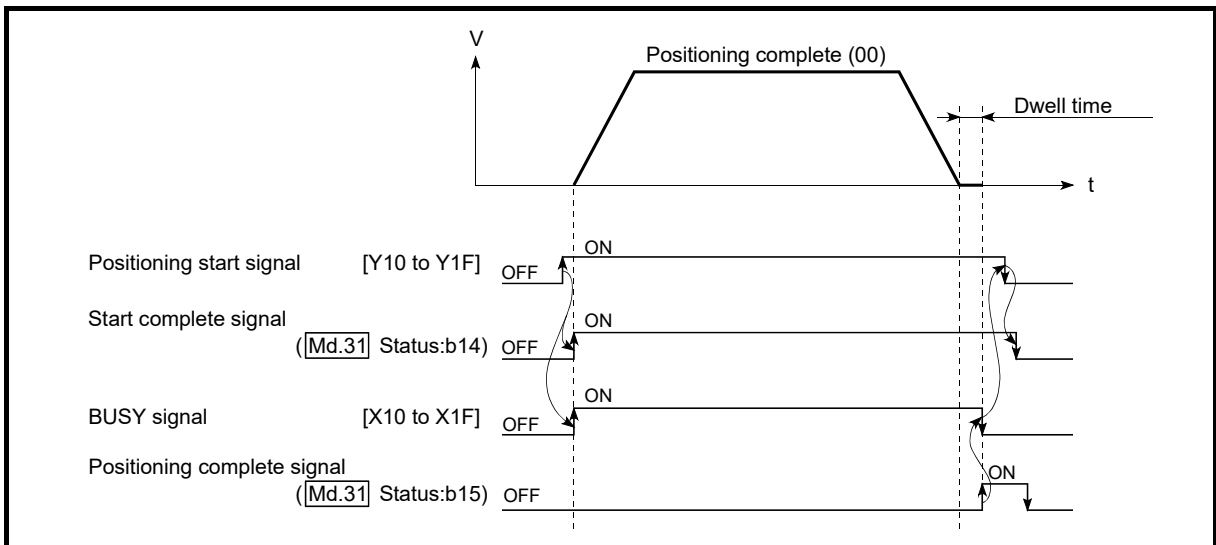 V
Positioning complete (00)
Dwell time
t
ON
Positioning start signal [Y10 to Y1F] OFF
Start complete signal
ON
(Md.31 Status:b14) OFF
ON
BUSY signal [X10 to X1F] OFF
Positioning complete signal
ON
(Md.31 Status:b15) OFF